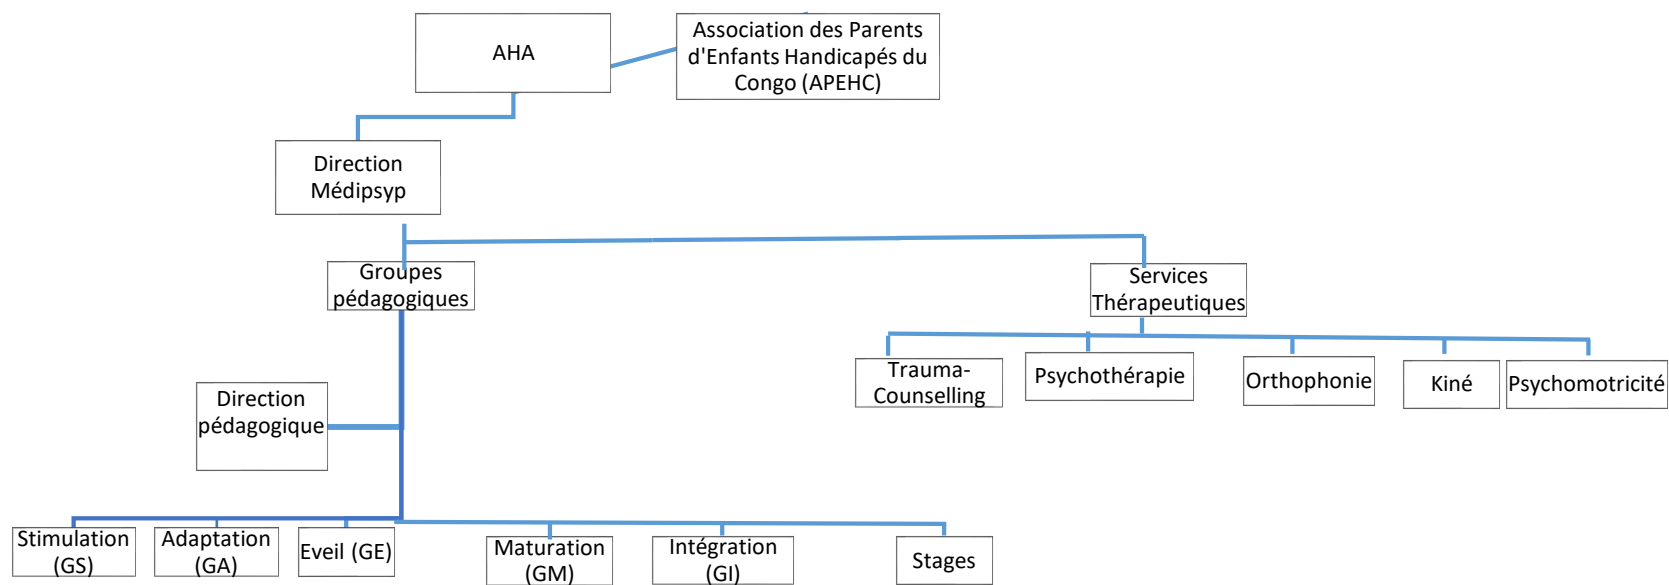 AHA
Association des Parents
d'Enfants Handicapés du
Congo (APEHC)
Direction
Médipsyp
Groupes
pédagogiques
Services
Thérapeutiques
Trauma-
Counselling
Psychothérapie
Orthophonie
Kiné
Psychomotricité
Direction
pédagogique
Stimulation
(GS)
Adaptation
(GA)
Eveil (GE)
Maturation
(GM)
Intégration
(GI)
Stages